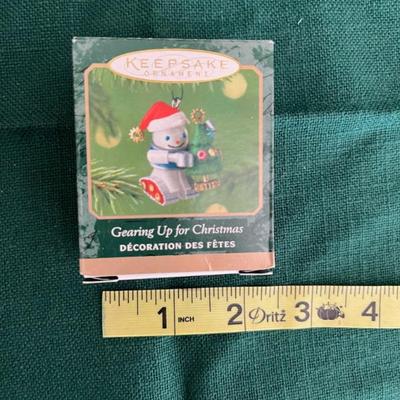 KEEPSAKE
ORNAMENT
Gearing Up for Christmas
DÉCORATION DES FÊTES
1 INCH 2 Dritz 3 4